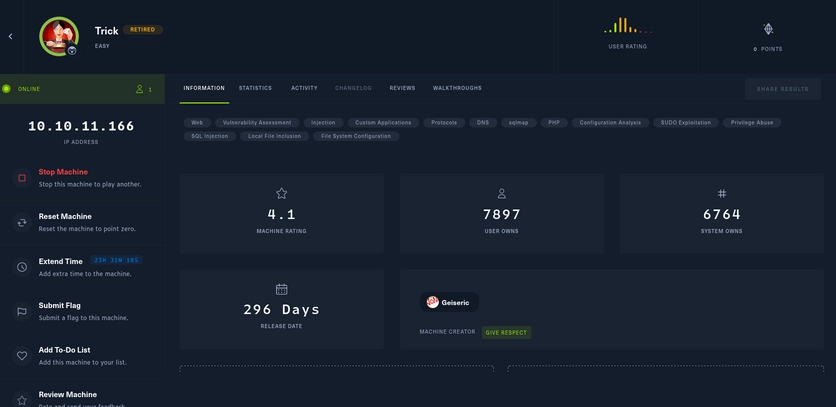 Trick RETIRED
EASY
USER RATING
0 POINTS
ONLINE 1
INFORMATION STATISTICS ACTIVITY CHANGELOG REVIEWS WALKTHROUGHS
SHARE RESULTS
10.10.11.166
IP ADDRESS
Web Vulnerability Assessment Injection Custom Applications Protocols DNS sqlmap PHP Configuration Analysis SUDO Exploitation Privilege Abuse
SQL Injection Local File Inclusion File System Configuration
Stop Machine
Stop this machine to play another.
Reset Machine
Reset the machine to point zero.
Extend Time 23H 31M 18S
Add extra time to the machine.
Submit Flag
Submit a flag to this machine.
Add To-Do List
Add this machine to your list.
Review Machine
4.1
MACHINE RATING
7897
USER OWNS
6764
SYSTEM OWNS
296 Days
RELEASE DATE
Geiseric
MACHINE CREATOR GIVE RESPECT